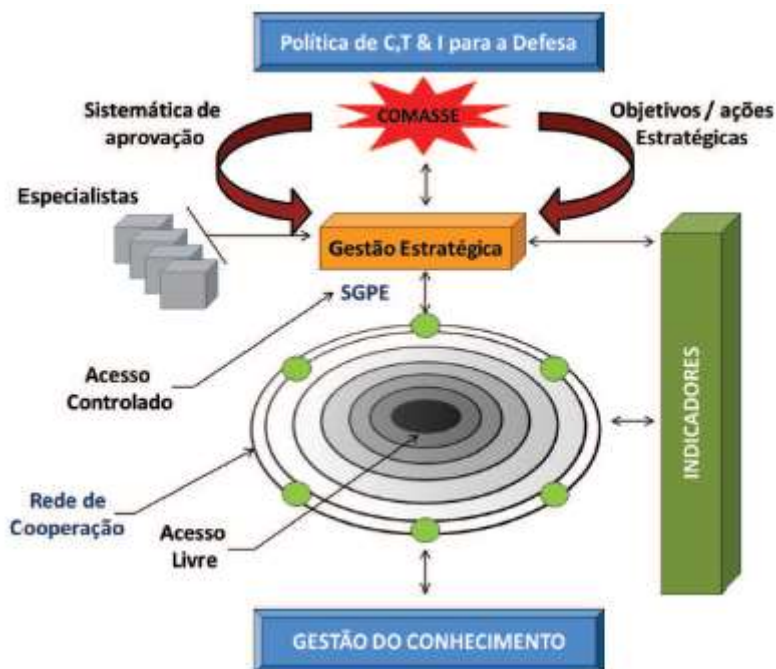 Política de C,T & I para a Defesa
Sistemática de
aprovação
COMASSE
Objetivos / ações
Estratégicas
Especialistas
Gestão Estratégica
SGPE
Acesso
Controlado
INDICADORES
Rede de
Cooperação
Acesso
Livre
GESTÃO DO CONHECIMENTO